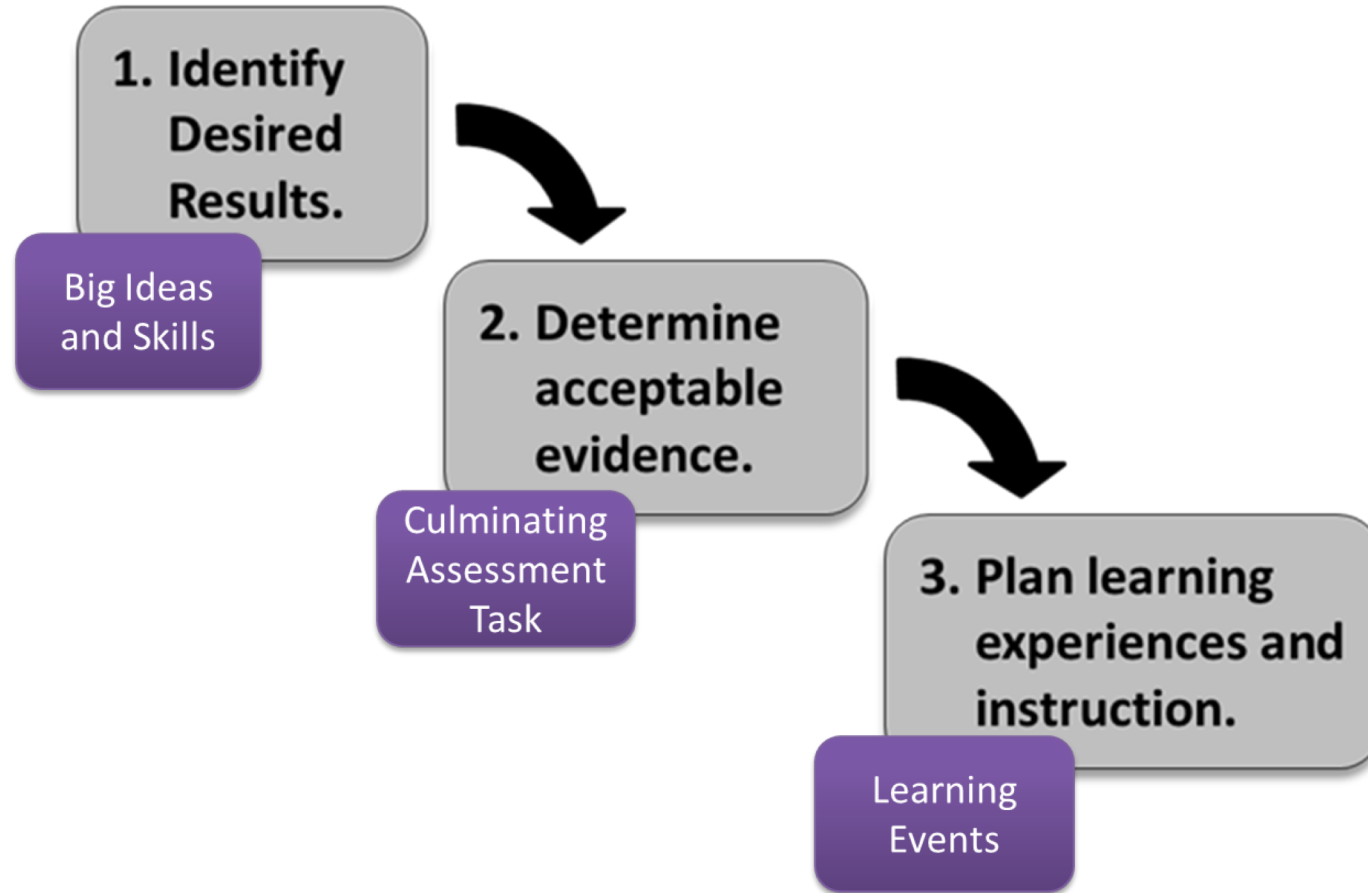 1. Identify
Desired
Results.
Big Ideas
and Skills
2. Determine
acceptable
evidence.
Culminating
Assessment
Task
3. Plan learning
experiences and
instruction.
Learning
Events